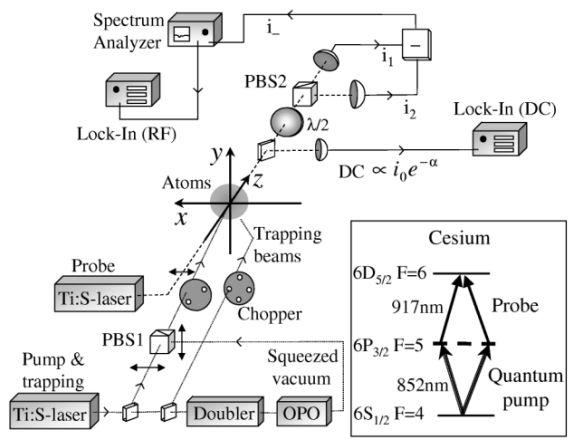 Spectrum
Analyzer
i_
i₁
PBS2
i₂
Lock-In (RF)
λ/2
Lock-In (DC)
y
z
DC ∝ i₀e^{-α}
Atoms
x
Trapping
beams
Probe
Ti:S-laser
Chopper
PBS1
Pump &
trapping
Squeezed
vacuum
Ti:S-laser
Doubler
OPO
Cesium
6D₅/₂ F=6
917nm
Probe
6P₃/₂ F=5
852nm
Quantum
pump
6S₁/₂ F=4